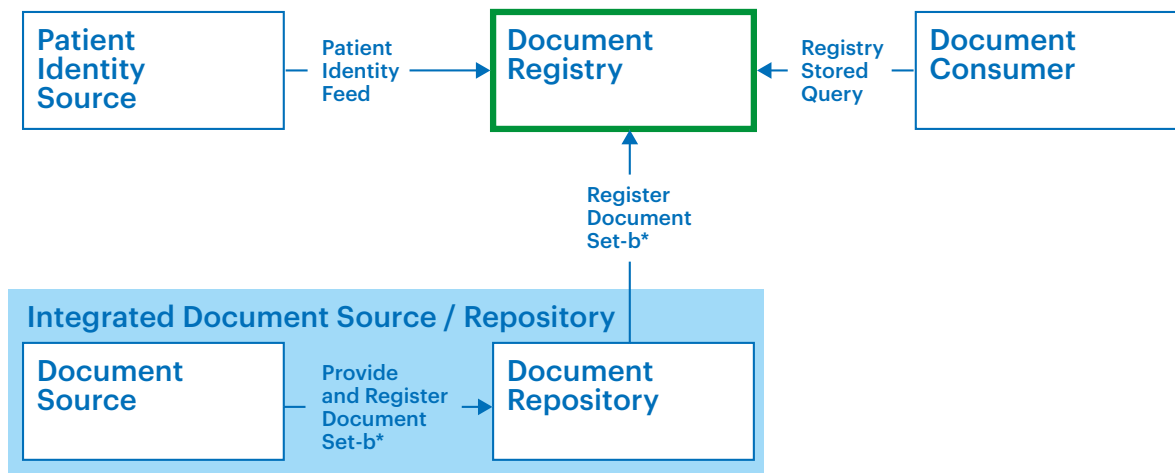 Patient
Identity
Source
Patient
Identity
Feed
Document
Registry
Registry
Stored
Query
Document
Consumer
Register
Document
Set-b*
Integrated Document Source / Repository
Document
Source
Provide
and Register
Document
Set-b*
Document
Repository